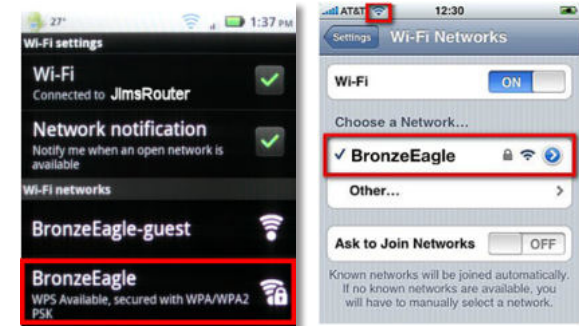 27°
1:37 PM
Wi-Fi settings
Wi-Fi
Connected to JimsRouter
Network notification
Notify me when an open network is
available
Wi-Fi networks
BronzeEagle-guest
BronzeEagle
WPS Available, secured with WPA/WPA2
PSK
AT&T
12:30
Settings
Wi-Fi Networks
Wi-Fi
ON
Choose a Network...
BronzeEagle
Other...
Ask to Join Networks
OFF
Known networks will be joined automatically.
If no known networks are available, you
will have to manually select a network.